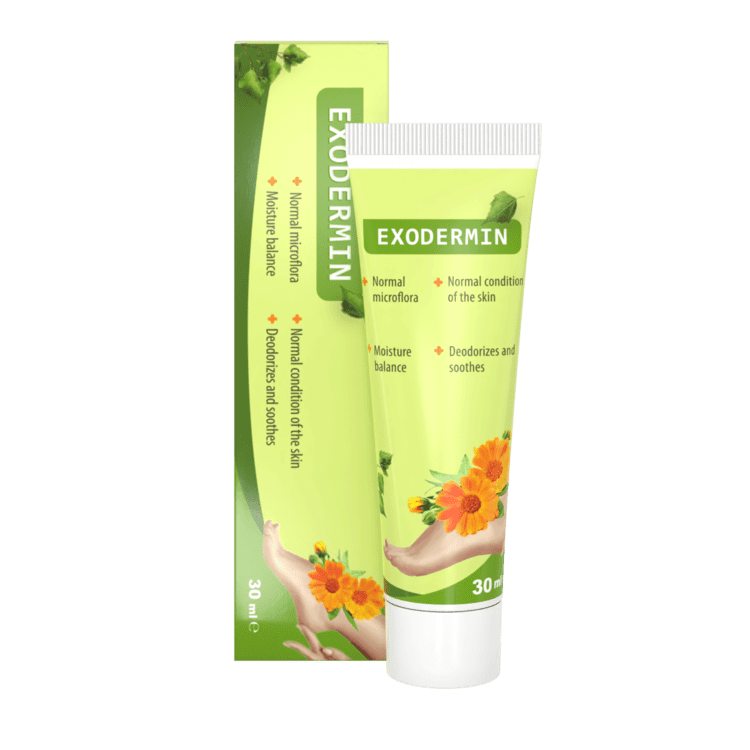 EXODERMIN
Normal microflora
Moisture balance
Normal condition of the skin
Deodorizes and soothes
30 ml ℮
EXODERMIN
Normal
microflora
Normal condition
of the skin
Moisture
balance
Deodorizes and
soothes
30 ml